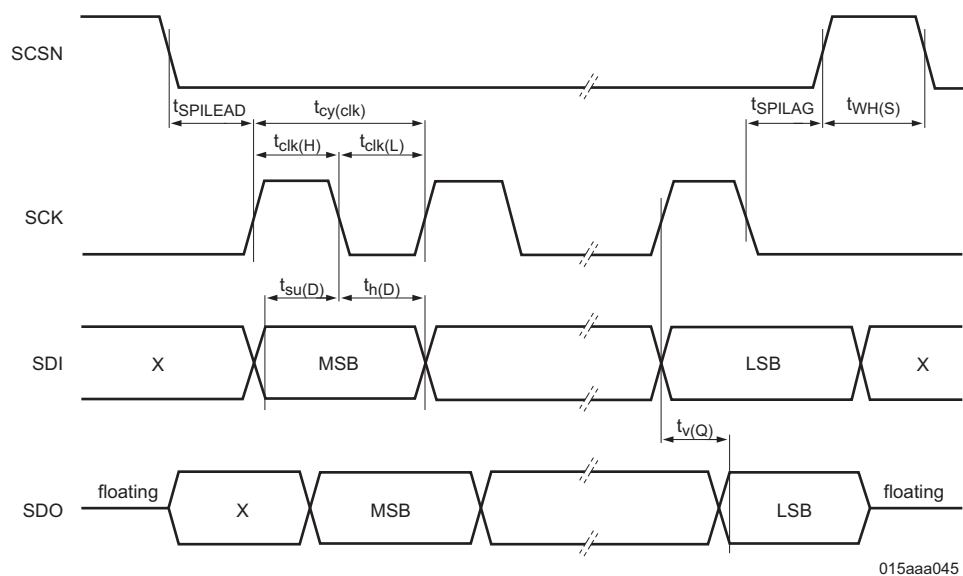 SCSN
tSPILEAD
tcy(clk)
tSPILAG
tWH(S)
tclk(H)
tclk(L)
SCK
tsu(D)
th(D)
SDI
X
MSB
LSB
X
tv(Q)
SDO
floating
X
MSB
LSB
floating
015aaa045